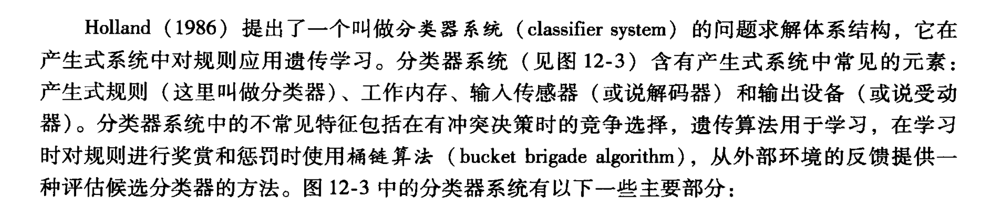 Holland（1986）提出了一个叫做分类器系统（classifier system）的问题求解体系结构，它在
产生式系统中对规则应用遗传学习。分类器系统（见图 12-3）含有产生式系统中常见的元素：
产生式规则（这里叫做分类器）、工作内存、输入传感器（或说解码器）和输出设备（或说受动
器）。分类器系统中的不常见特征包括在有冲突决策时的竞争选择，遗传算法用于学习，在学习
时对规则进行奖赏和惩罚时使用桶链算法（bucket brigade algorithm），从外部环境的反馈提供一
种评估候选分类器的方法。图 12-3 中的分类器系统有以下一些主要部分：